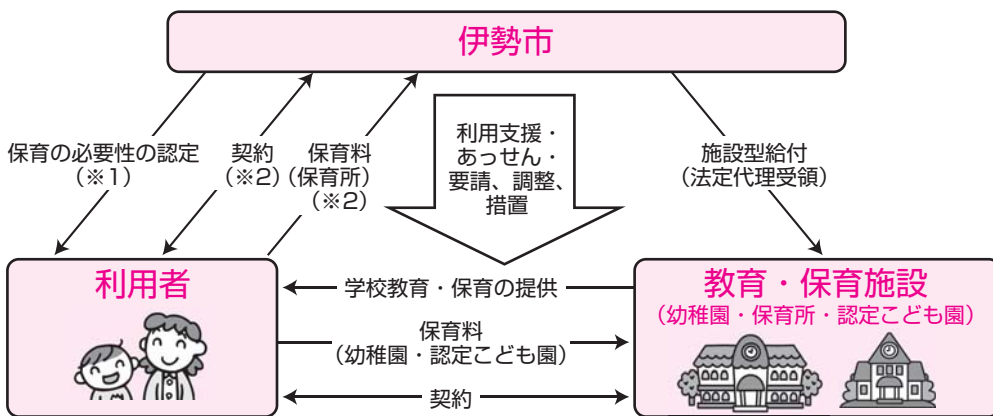 伊勢市
保育の必要性の認定
（※1）
契約
（※2）
保育料
（保育所）
（※2）
利用支援・
あっせん・
要請、調整、
措置
施設型給付
（法定代理受領）
利用者
学校教育・保育の提供
保育料
（幼稚園・認定こども園）
契約
教育・保育施設
（幼稚園・保育所・認定こども園）